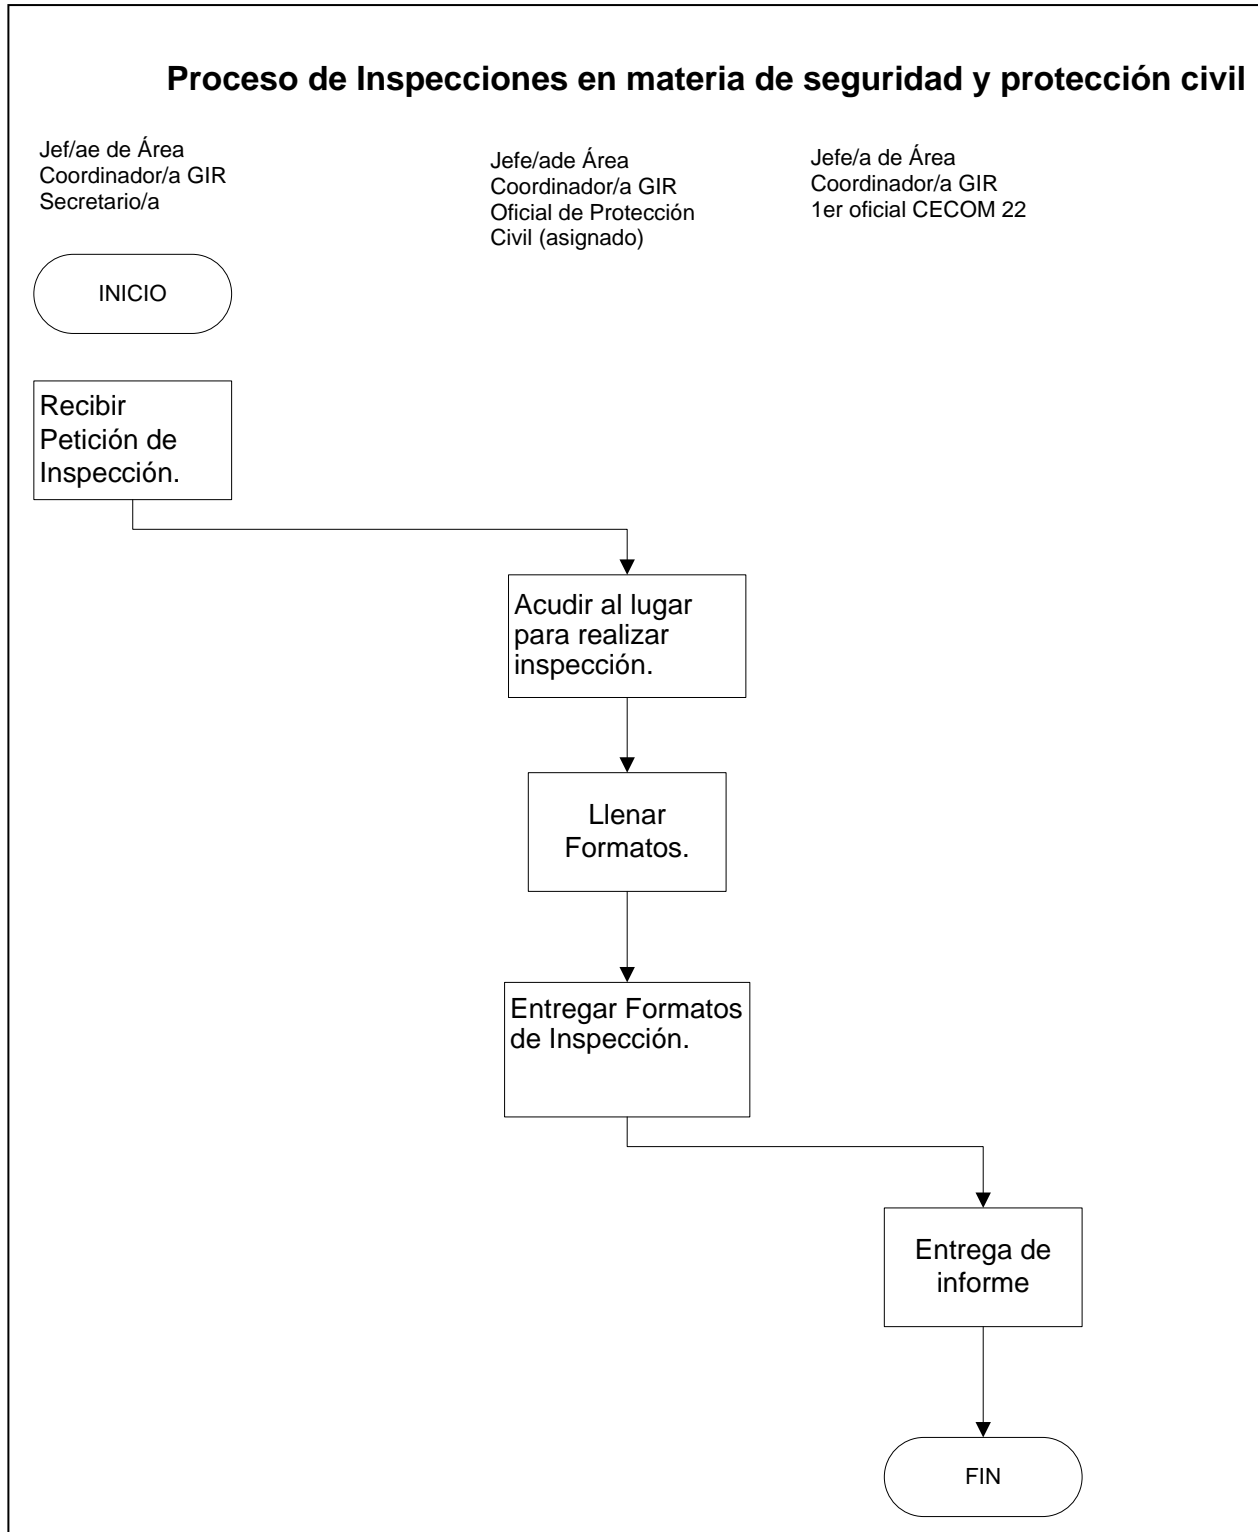 Proceso de Inspecciones en materia de seguridad y protección civil
Jef/ae de Área
Coordinador/a GIR
Secretario/a
Jefe/ade Área
Coordinador/a GIR
Oficial de Protección
Civil (asignado)
Jefe/a de Área
Coordinador/a GIR
1er oficial CECOM 22
INICIO
Recibir
Petición de
Inspección.
Acudir al lugar
para realizar
inspección.
Llenar
Formatos.
Entregar Formatos
de Inspección.
Entrega de
informe
FIN